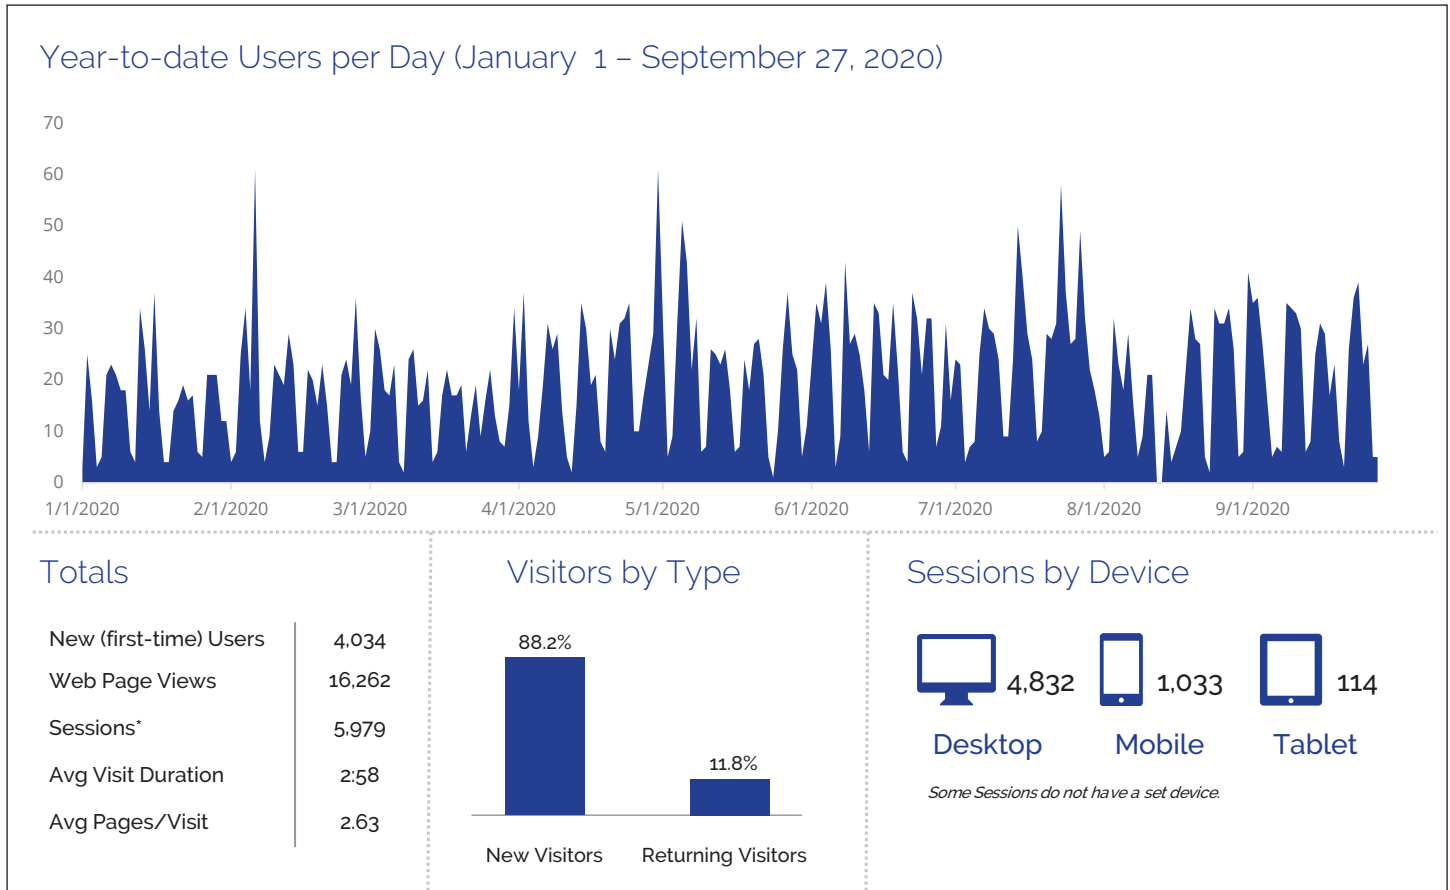 Year-to-date Users per Day (January 1 – September 27, 2020)
70
60
50
40
30
20
10
0
1/1/2020 2/1/2020 3/1/2020 4/1/2020 5/1/2020 6/1/2020 7/1/2020 8/1/2020 9/1/2020
Totals
New (first-time) Users 4,034
Web Page Views 16,262
Sessions* 5,979
Avg Visit Duration 2:58
Avg Pages/Visit 2.63
Visitors by Type
88.2%
11.8%
New Visitors Returning Visitors
Sessions by Device
4,832 1,033 114
Desktop Mobile Tablet
Some Sessions do not have a set device.